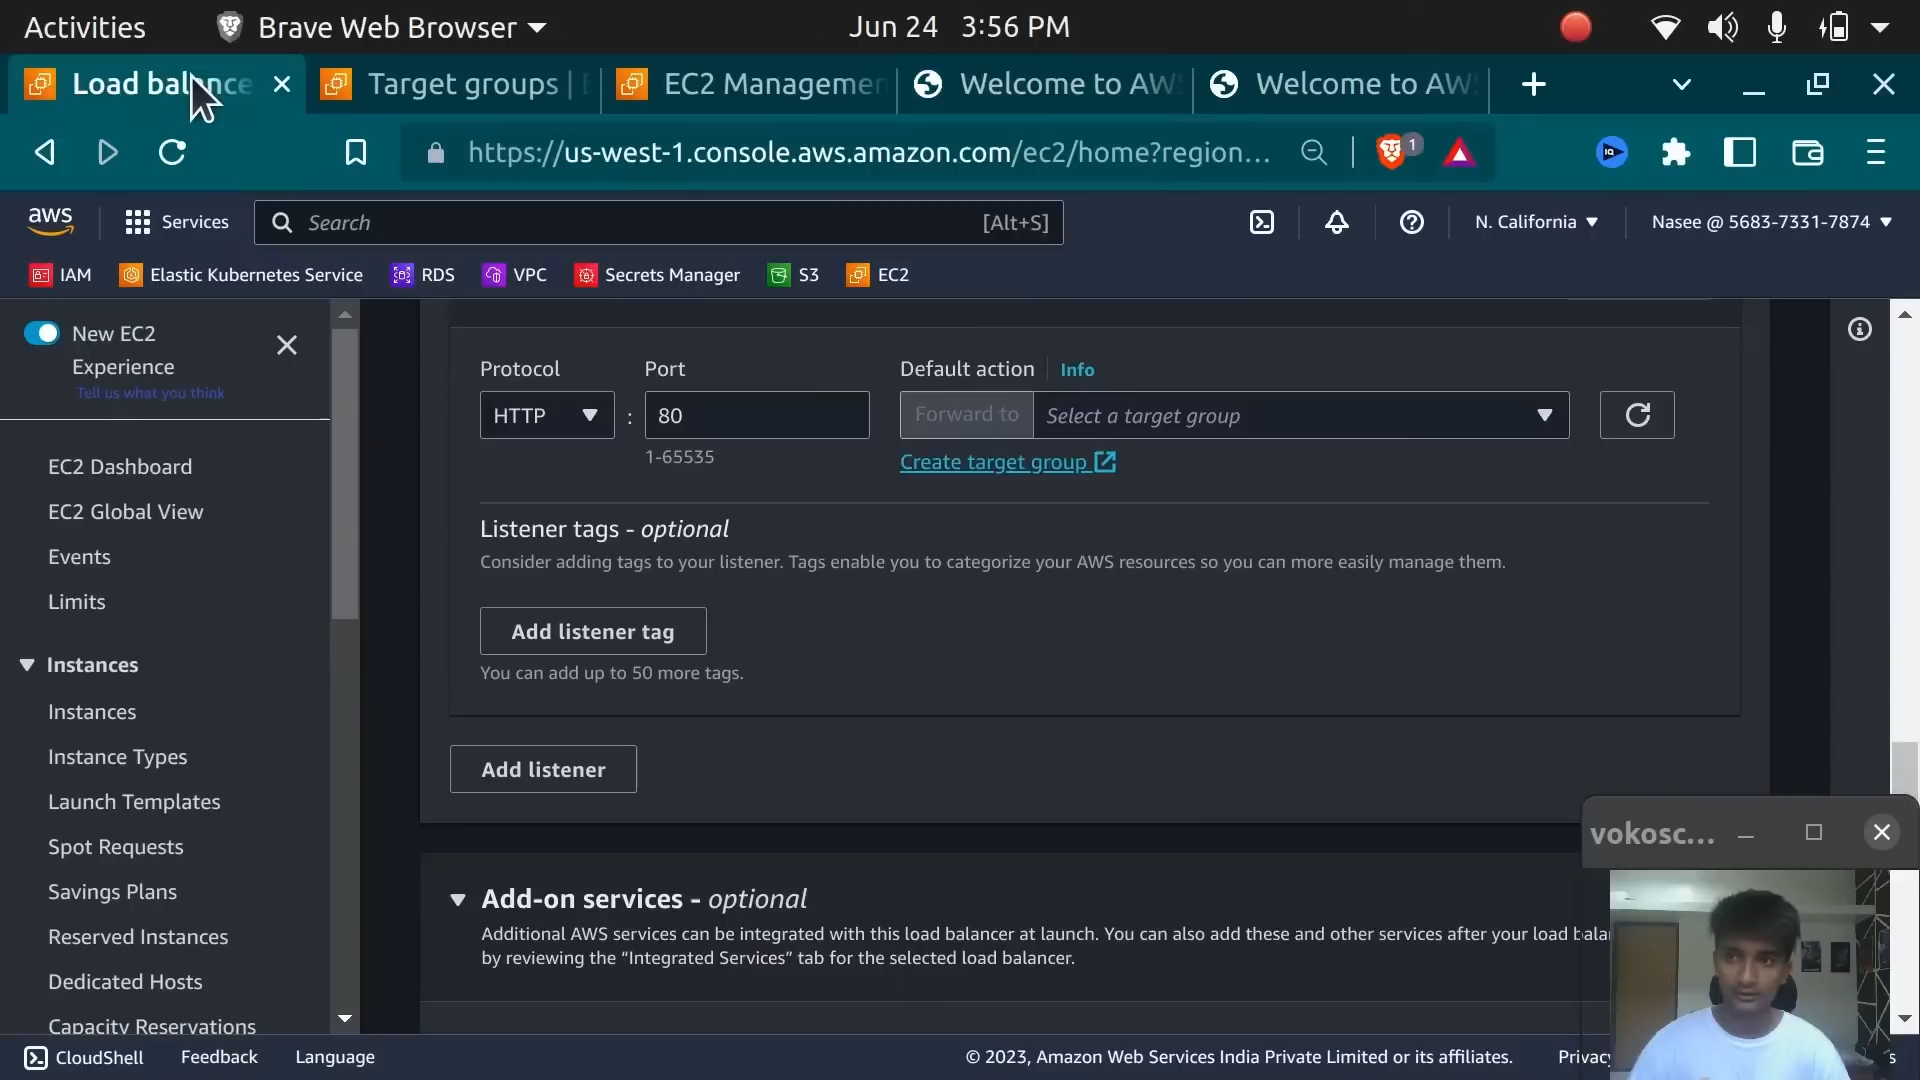 Activities
Brave Web Browser
Jun 24 3:56 PM
Load balance
Target groups |
EC2 Managemen
Welcome to AW
Welcome to AW
https://us-west-1.console.aws.amazon.com/ec2/home?region...
1
aws
Services
Search
[Alt+S]
N. California
Nasee @ 5683-7331-7874
IAM
Elastic Kubernetes Service
RDS
VPC
Secrets Manager
S3
EC2
New EC2
Experience
Tell us what you think
EC2 Dashboard
EC2 Global View
Events
Limits
Instances
Instances
Instance Types
Launch Templates
Spot Requests
Savings Plans
Reserved Instances
Dedicated Hosts
Capacity Reservations
Protocol
Port
Default action
Info
HTTP
:
80
Forward to
Select a target group
1-65535
Create target group
Listener tags - optional
Consider adding tags to your listener. Tags enable you to categorize your AWS resources so you can more easily manage them.
Add listener tag
You can add up to 50 more tags.
Add listener
Add-on services - optional
Additional AWS services can be integrated with this load balancer at launch. You can also add these and other services after your load balan
by reviewing the “Integrated Services” tab for the selected load balancer.
vokosc...
CloudShell
Feedback
Language
© 2023, Amazon Web Services India Private Limited or its affiliates.
Privacy